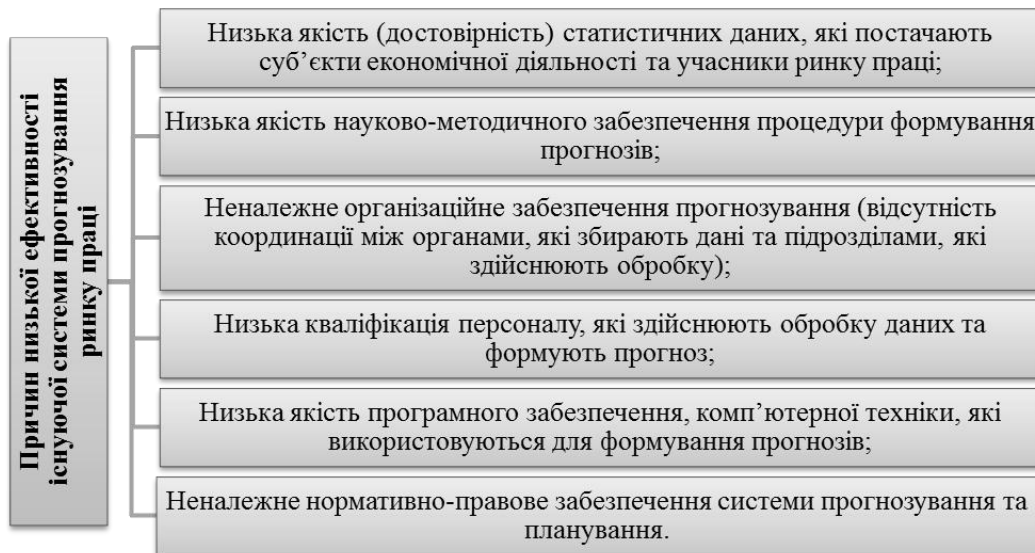 Причин низької ефективності
існуючої системи прогнозування
ринку праці
Низька якість (достовірність) статистичних даних, які постачають
суб’єкти економічної діяльності та учасники ринку праці;
Низька якість науково-методичного забезпечення процедури формування
прогнозів;
Неналежне організаційне забезпечення прогнозування (відсутність
координації між органами, які збирають дані та підрозділами, які
здійснюють обробку);
Низька кваліфікація персоналу, які здійснюють обробку даних та
формують прогноз;
Низька якість програмного забезпечення, комп’ютерної техніки, які
використовуються для формування прогнозів;
Неналежне нормативно-правове забезпечення системи прогнозування та
планування.